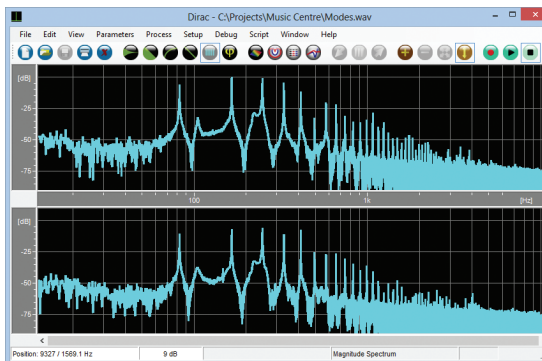 Dirac - C:\Projects\Music Centre\Modes.wav
File Edit View Parameters Process Setup Debug Script Window Help
[dB]
-25
-50
-75
100 1k [Hz]
[dB]
-25
-50
-75
Position: 9327 / 1569.1 Hz 9 dB Magnitude Spectrum